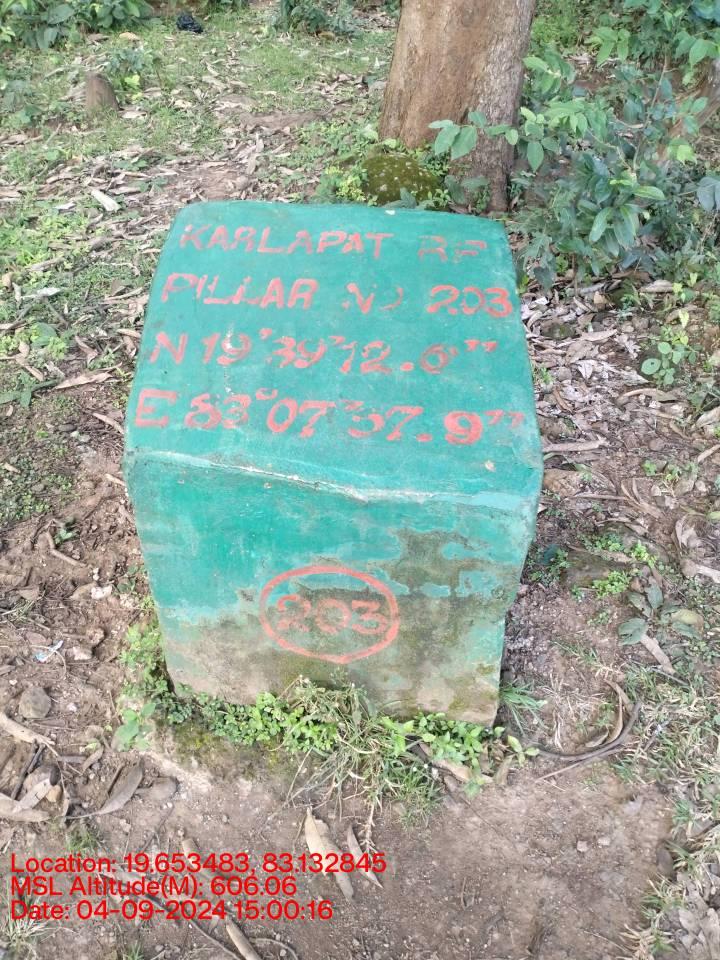 KARLAPAT RF
PILLAR NO 203
N 19°39'12.6"
E 83°07'57.9"
203
Location: 19.653483, 83.132845
MSL Altitude(M): 606.06
Date: 04-09-2024 15:00:16